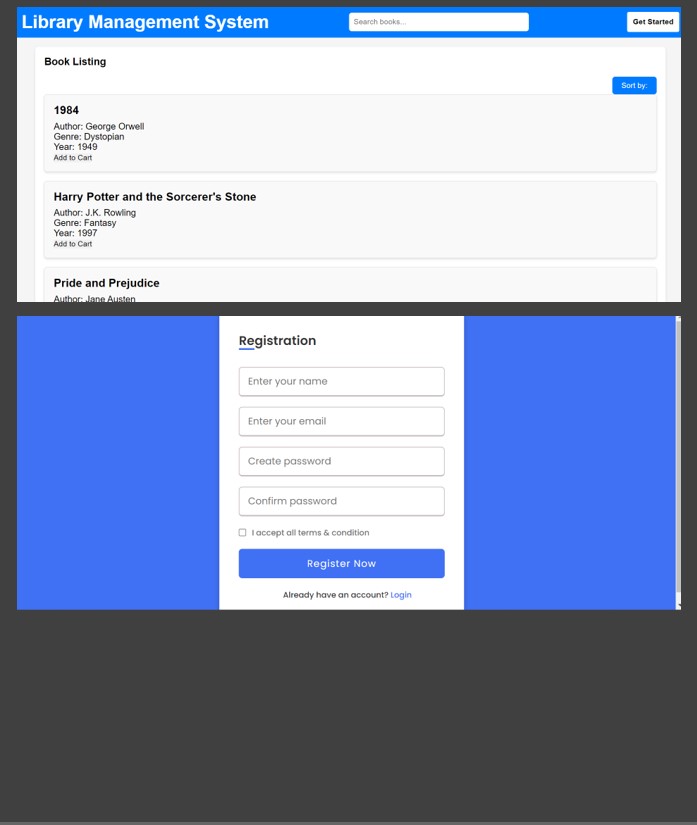 Library Management System
Search books...
Get Started
Book Listing
Sort by:
1984
Author: George Orwell
Genre: Dystopian
Year: 1949
Add to Cart
Harry Potter and the Sorcerer's Stone
Author: J.K. Rowling
Genre: Fantasy
Year: 1997
Add to Cart
Pride and Prejudice
Author: Jane Austen
Registration
Enter your name
Enter your email
Create password
Confirm password
I accept all terms & condition
Register Now
Already have an account? Login